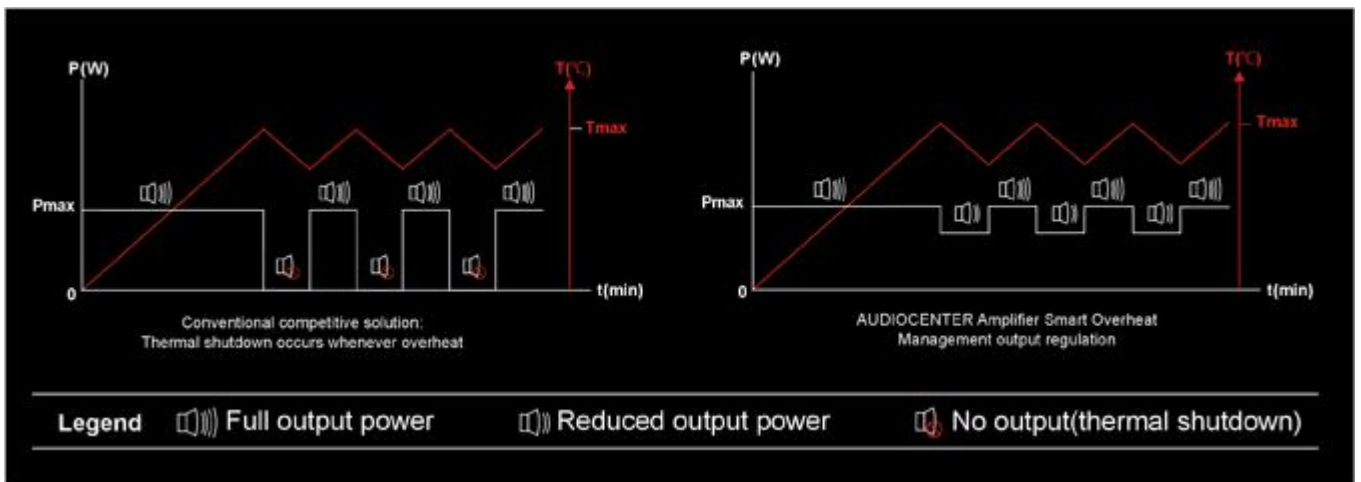 P(W)
T(℃)
Tmax
Pmax
0
t(min)
Conventional competitive solution:
Thermal shutdown occurs whenever overheat
P(W)
T(℃)
Tmax
Pmax
0
t(min)
AUDIOCENTER Amplifier Smart Overheat
Management output regulation
Legend Full output power Reduced output power No output(thermal shutdown)